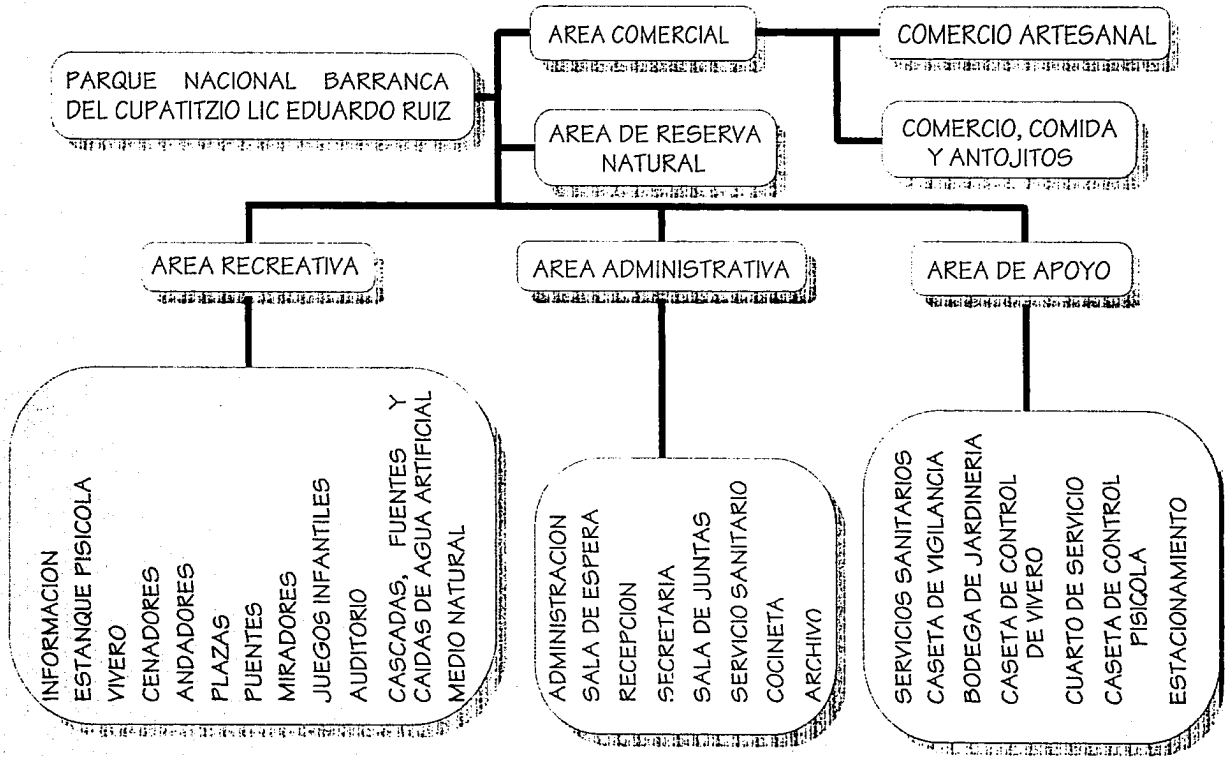 PARQUE NACIONAL BARRANCA
DEL CUPATITZIO LIC EDUARDO RUIZ
AREA COMERCIAL
COMERCIO ARTESANAL
COMERCIO, COMIDA
Y ANTOJITOS
AREA DE RESERVA
NATURAL
AREA RECREATIVA
AREA ADMINISTRATIVA
AREA DE APOYO
INFORMACION
ESTANQUE PISICOLA
VIVERO
CENADORES
ANDADORES
PLAZAS
PUENTES
MIRADORES
JUEGOS INFANTILES
AUDITORIO
CASCADAS, FUENTES Y
CAIDAS DE AGUA ARTIFICIAL
MEDIO NATURAL
ADMINISTRACION
SALA DE ESPERA
RECEPCION
SECRETARIA
SALA DE JUNTAS
SERVICIO SANITARIO
COCINETA
ARCHIVO
SERVICIOS SANITARIOS
CASETA DE VIGILANCIA
BODEGA DE JARDINERIA
CASETA DE CONTROL
DE VIVERO
CUARTO DE SERVICIO
CASETA DE CONTROL
PISICOLA
ESTACIONAMENTO